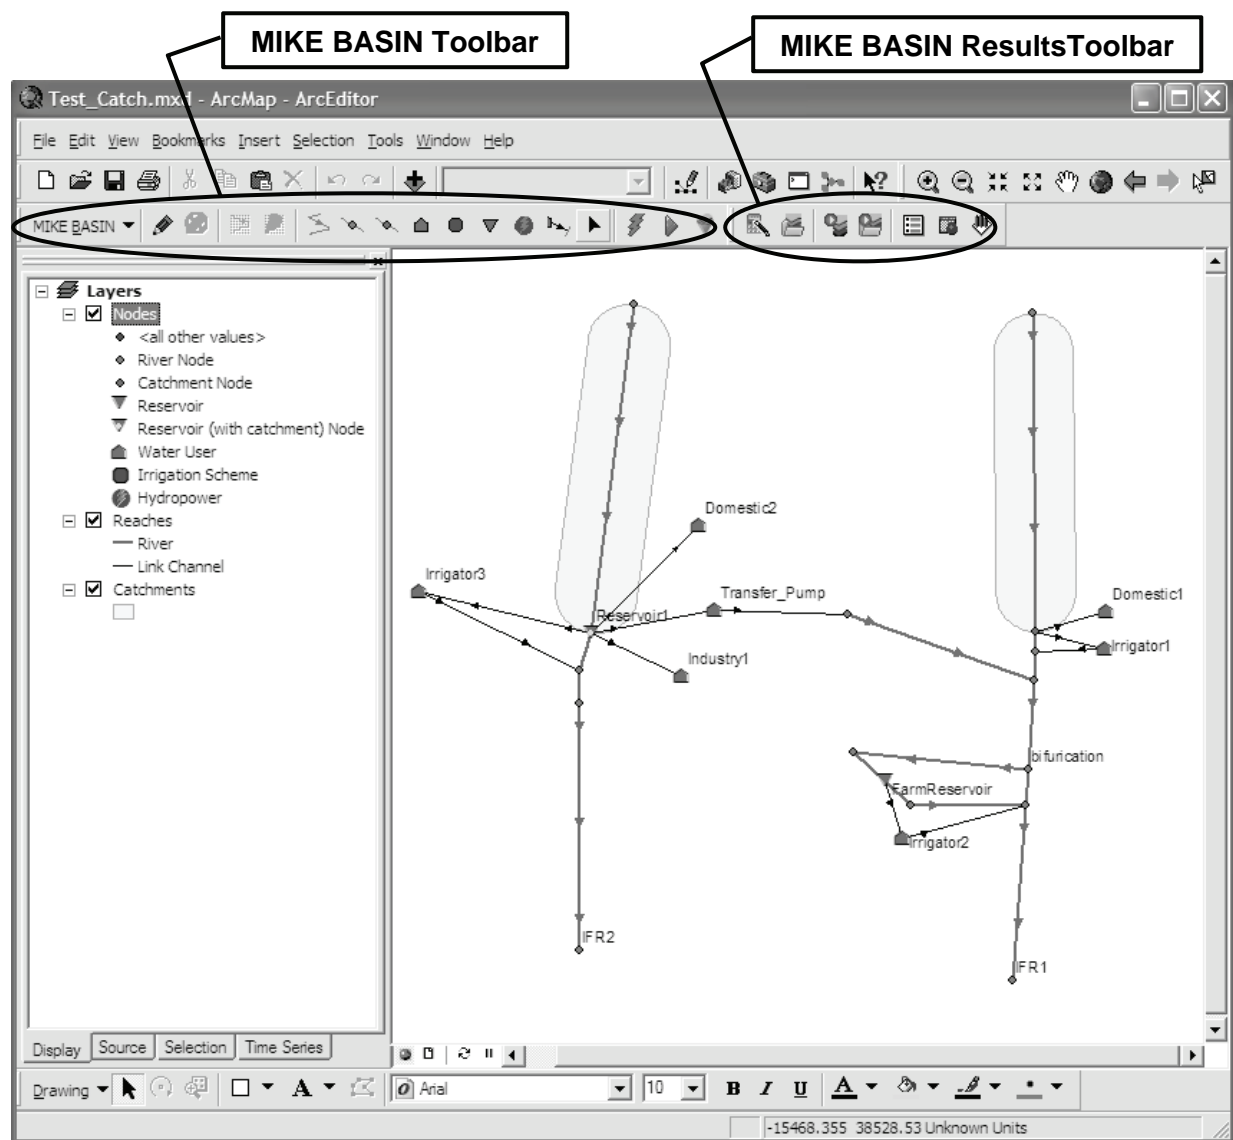 MIKE BASIN Toolbar
MIKE BASIN ResultsToolbar
Test_Catch.mxd - ArcMap - ArcEditor
File Edit View Bookmarks Insert Selection Tools Window Help
MIKE BASIN
Layers
Nodes
<all other values>
River Node
Catchment Node
Reservoir
Reservoir (with catchment) Node
Water User
Irrigation Scheme
Hydropower
Reaches
River
Link Channel
Catchments
Domestic2
Irrigator3
Transfer_Pump
Domestic1
Reservoir1
Irrigator1
Industry1
bifurication
FarmReservoir
Irrigator2
IFR2
IFR1
Display Source Selection Time Series
Drawing A Arial 10 B I U A
-15468.355 38528.53 Unknown Units